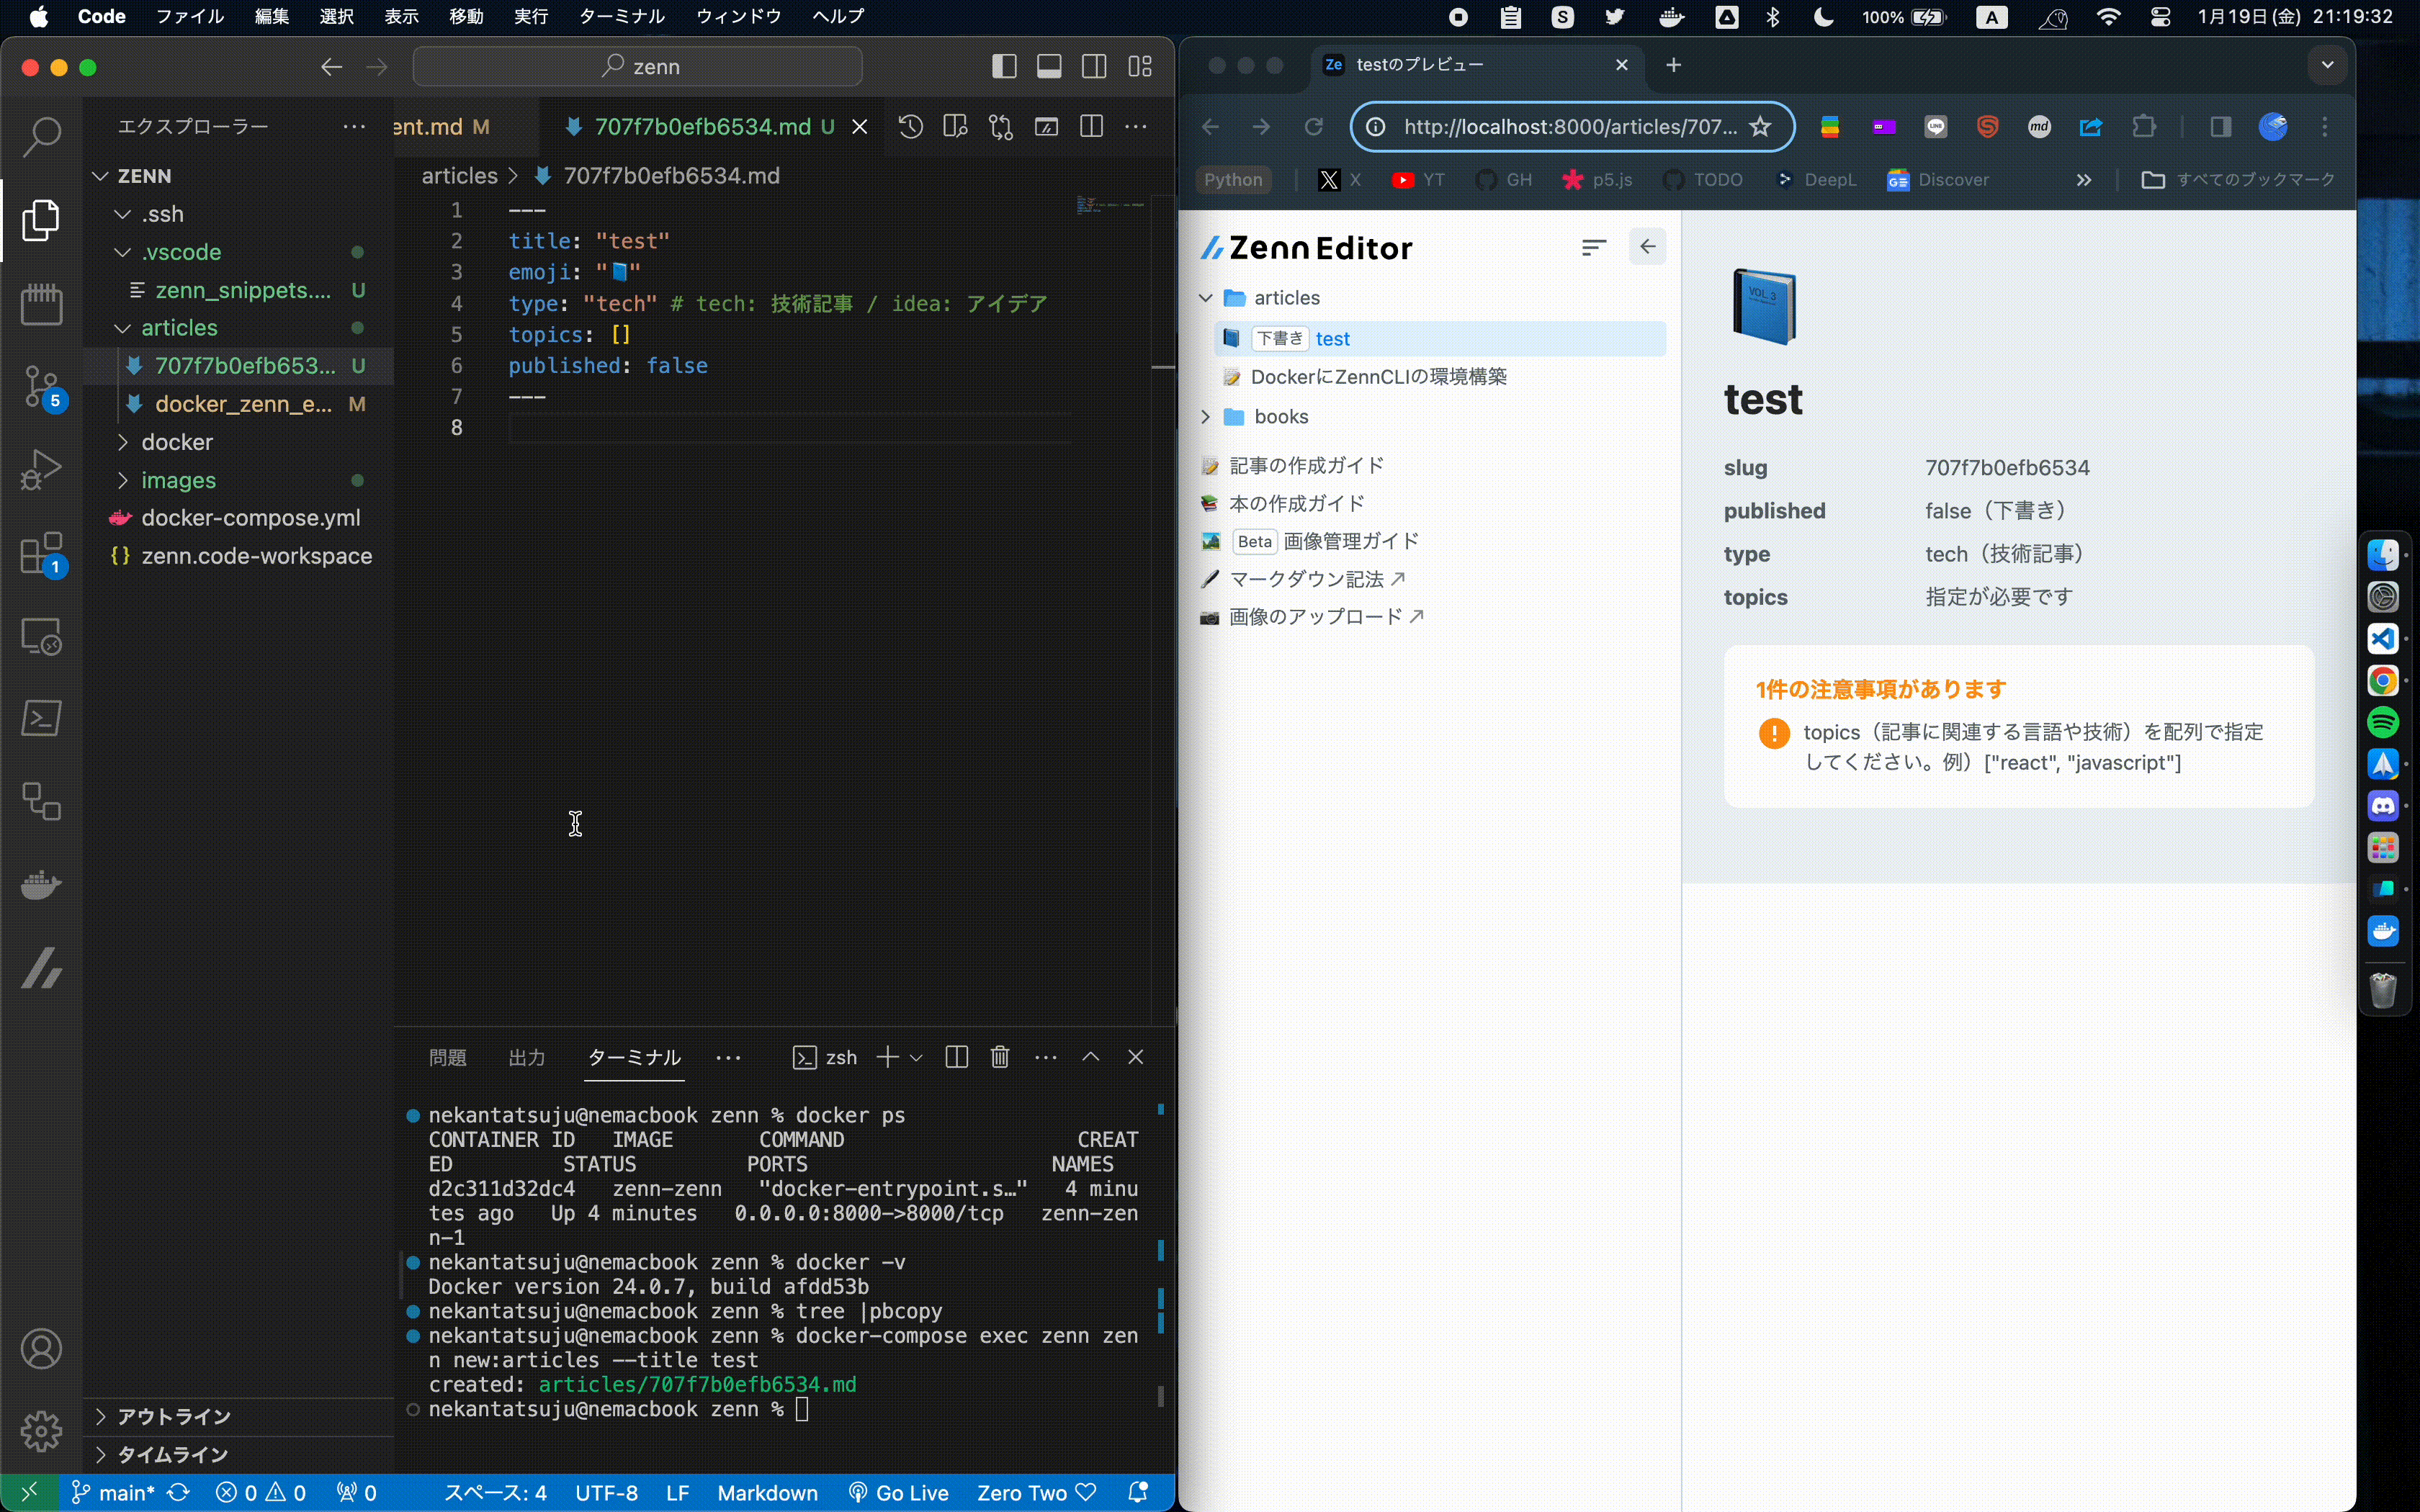 Code ファイル 編集 選択 表示 移動 実行 ターミナル ウィンドウ ヘルプ
100% A 1月19日(金) 21:19:32
zenn
エクスプローラー
ent.md M
707f7b0efb6534.md U
ZENN
.ssh
.vscode
zenn_snippets.... U
articles
707f7b0efb653... U
docker_zenn_e... M
docker
images
docker-compose.yml
zenn.code-workspace
5
1
アウトライン
タイムライン
articles > 707f7b0efb6534.md
1 ---
2 title: "test"
3 emoji: "📘"
4 type: "tech" # tech: 技術記事 / idea: アイデア
5 topics: []
6 published: false
7 ---
8
問題 出力 ターミナル zsh
nekantatsuju@nemacbook zenn % docker ps
CONTAINER ID IMAGE COMMAND CREAT
ED STATUS PORTS NAMES
d2c311d32dc4 zenn-zenn "docker-entrypoint.s…" 4 minu
tes ago Up 4 minutes 0.0.0.0:8000->8000/tcp zenn-zen
n-1
nekantatsuju@nemacbook zenn % docker -v
Docker version 24.0.7, build afdd53b
nekantatsuju@nemacbook zenn % tree |pbcopy
nekantatsuju@nemacbook zenn % docker-compose exec zenn zen
n new:articles --title test
created: articles/707f7b0efb6534.md
nekantatsuju@nemacbook zenn %
main* 0 0 0 スペース: 4 UTF-8 LF Markdown Go Live Zero Two
Ze testのプレビュー
http://localhost:8000/articles/707...
Python X YT GH p5.js TODO DeepL Discover » すべてのブックマーク
Zenn Editor
articles
下書き test
DockerにZennCLIの環境構築
books
記事の作成ガイド
本の作成ガイド
Beta 画像管理ガイド
マークダウン記法
画像のアップロード
VOL. 3
test
slug 707f7b0efb6534
published false（下書き）
type tech（技術記事）
topics 指定が必要です
1件の注意事項があります
topics（記事に関連する言語や技術）を配列で指定
してください。例）["react", "javascript"]